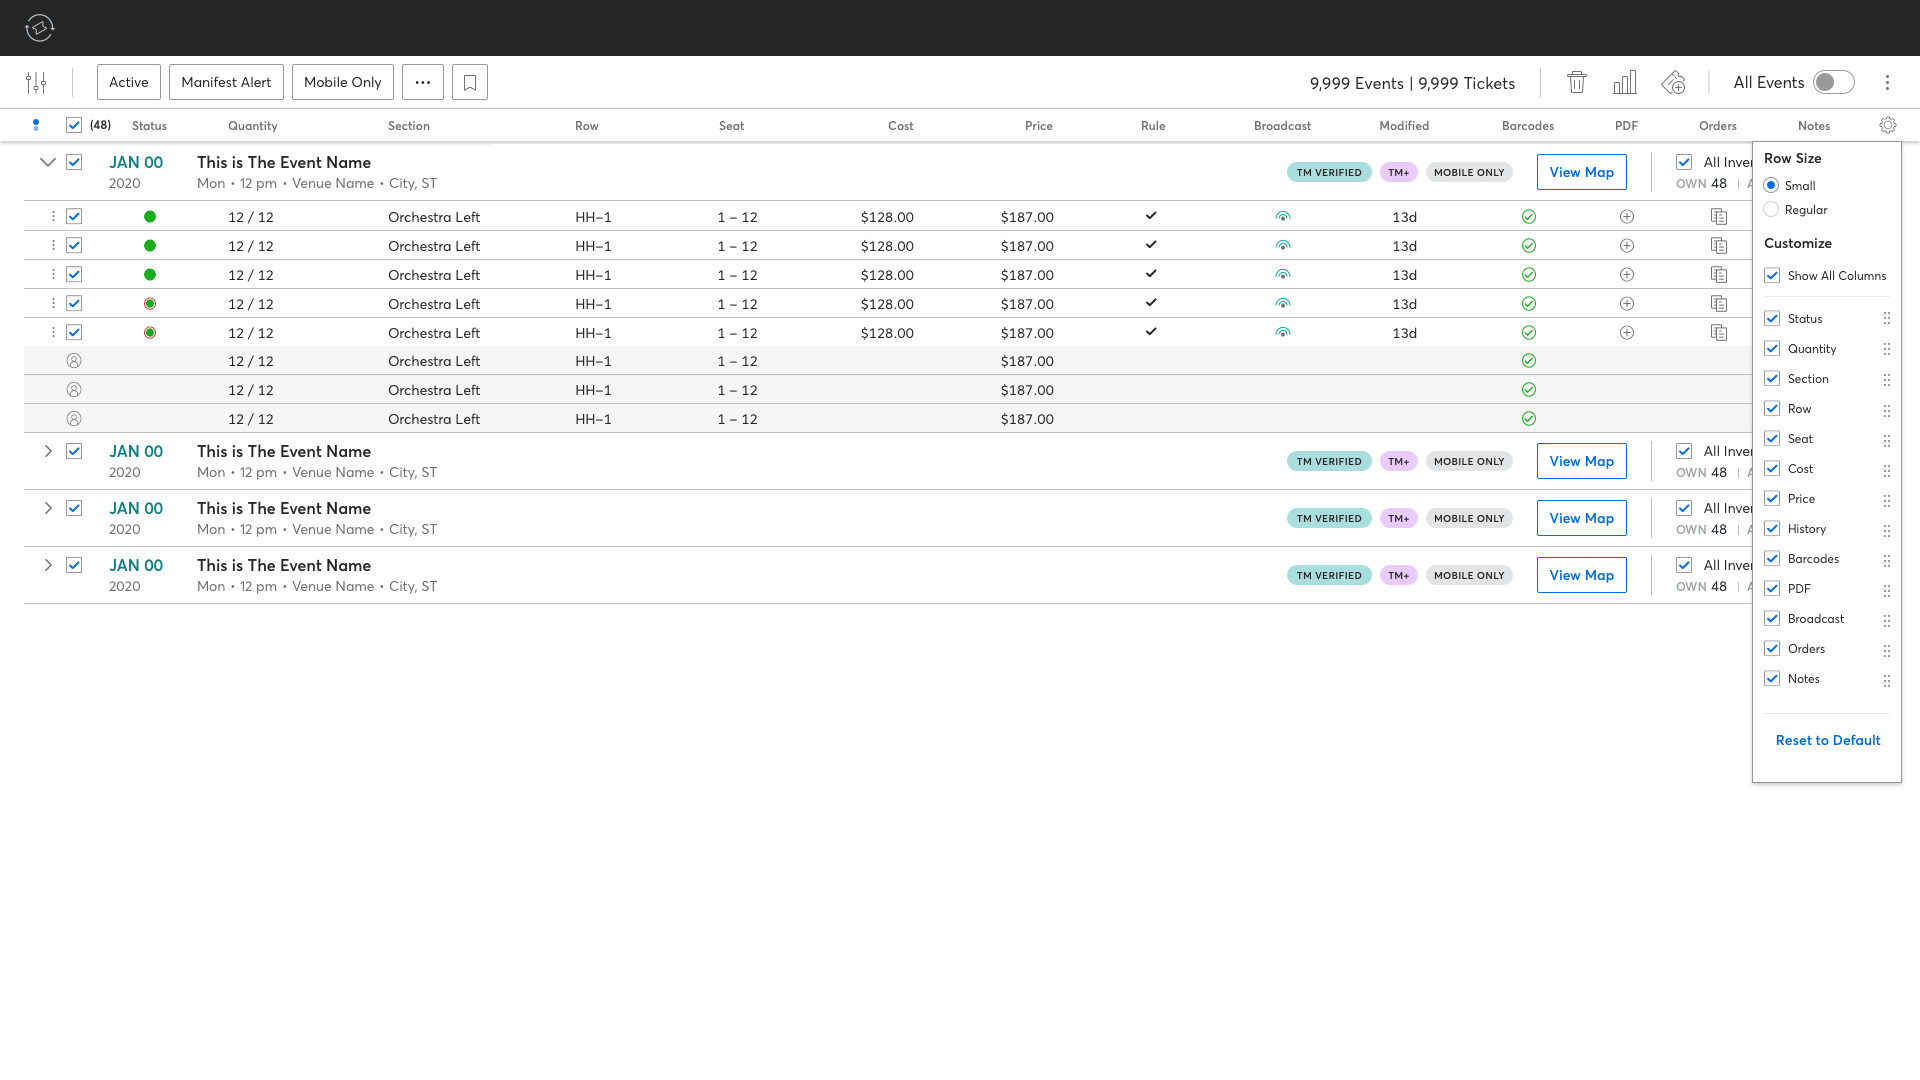 Active Manifest Alert Mobile Only ... 9,999 Events | 9,999 Tickets All Events
(48) Status Quantity Section Row Seat Cost Price Rule Broadcast Modified Barcodes PDF Orders Notes
JAN 00 This is The Event Name TM VERIFIED TM+ MOBILE ONLY View Map All Inver
2020 Mon • 12 pm • Venue Name • City, ST OWN 48 | A
12 / 12 Orchestra Left HH–1 1 – 12 $128.00 $187.00 13d
12 / 12 Orchestra Left HH–1 1 – 12 $128.00 $187.00 13d
12 / 12 Orchestra Left HH–1 1 – 12 $128.00 $187.00 13d
12 / 12 Orchestra Left HH–1 1 – 12 $128.00 $187.00 13d
12 / 12 Orchestra Left HH–1 1 – 12 $128.00 $187.00 13d
12 / 12 Orchestra Left HH–1 1 – 12 $187.00
12 / 12 Orchestra Left HH–1 1 – 12 $187.00
12 / 12 Orchestra Left HH–1 1 – 12 $187.00
JAN 00 This is The Event Name TM VERIFIED TM+ MOBILE ONLY View Map All Inver
2020 Mon • 12 pm • Venue Name • City, ST OWN 48 | A
JAN 00 This is The Event Name TM VERIFIED TM+ MOBILE ONLY View Map All Inver
2020 Mon • 12 pm • Venue Name • City, ST OWN 48 | A
JAN 00 This is The Event Name TM VERIFIED TM+ MOBILE ONLY View Map All Inver
2020 Mon • 12 pm • Venue Name • City, ST OWN 48 | A
Row Size
Small
Regular
Customize
Show All Columns
Status
Quantity
Section
Row
Seat
Cost
Price
History
Barcodes
PDF
Broadcast
Orders
Notes
Reset to Default